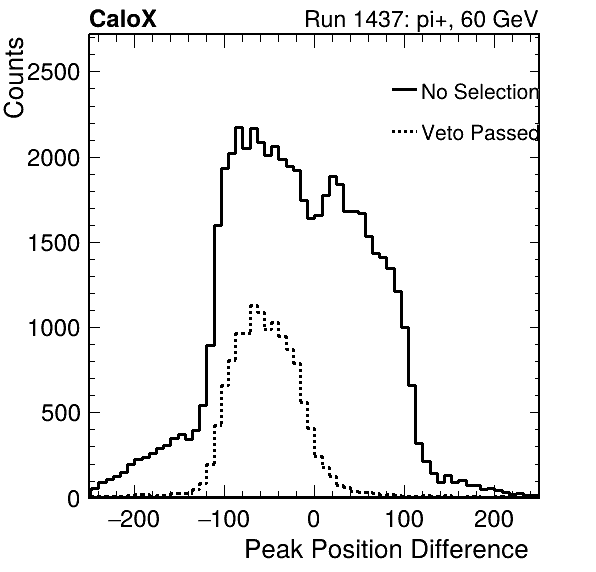 CaloX Run 1437: pi+, 60 GeV
Counts
2500
No Selection
Veto Passed
2000
1500
1000
500
0
−200 −100 0 100 200
Peak Position Difference